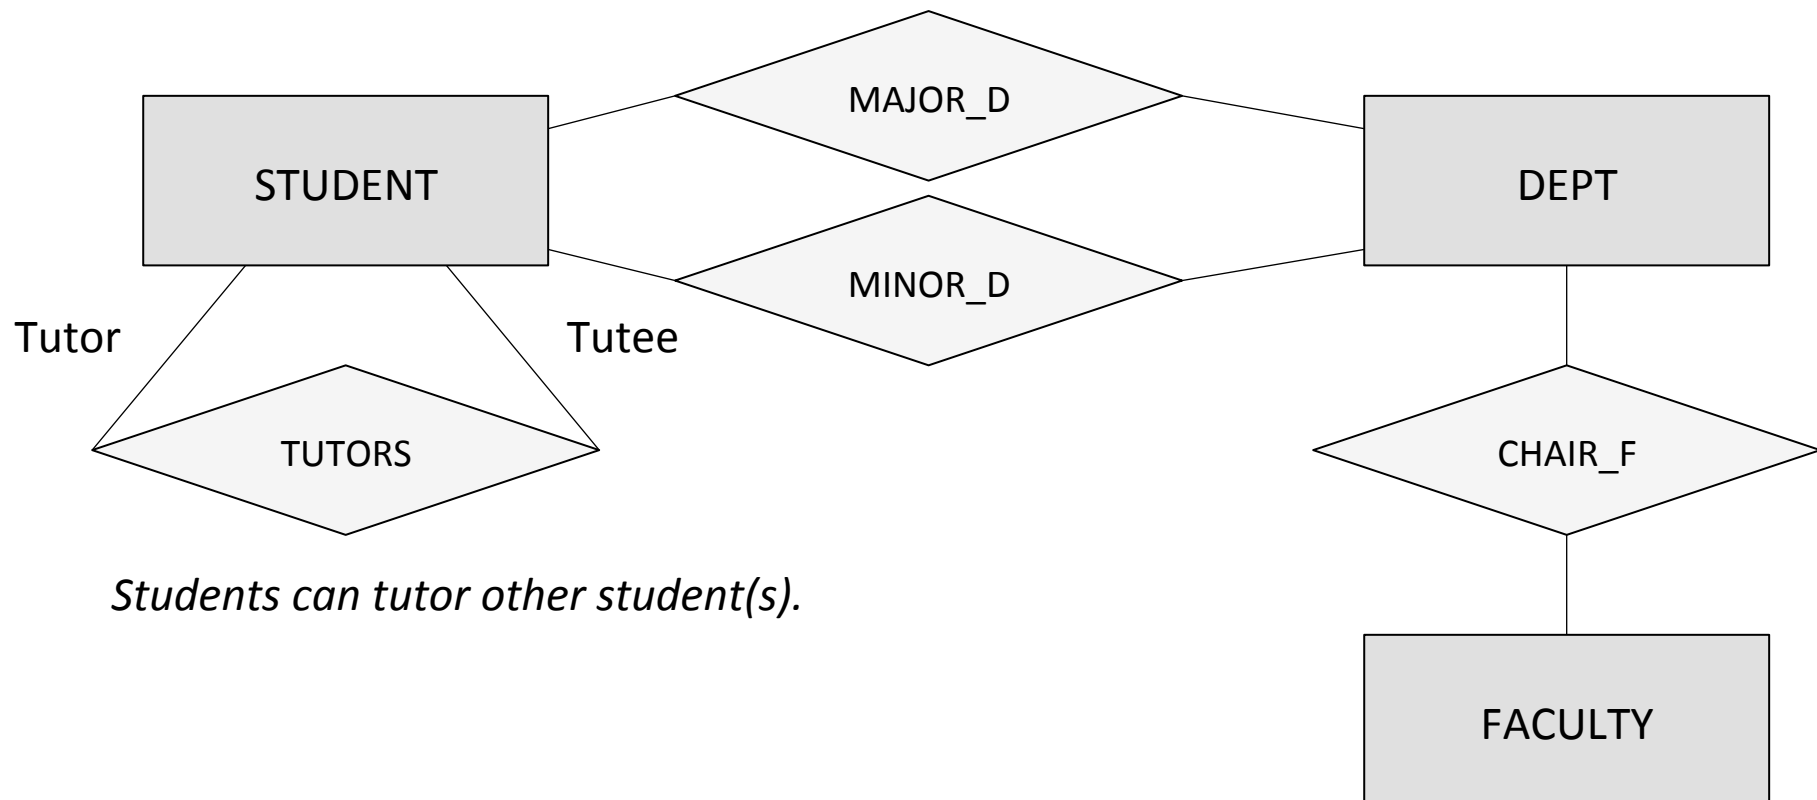 MAJOR_D
STUDENT
DEPT
MINOR_D
Tutor
Tutee
TUTORS
CHAIR_F
Students can tutor other student(s).
FACULTY